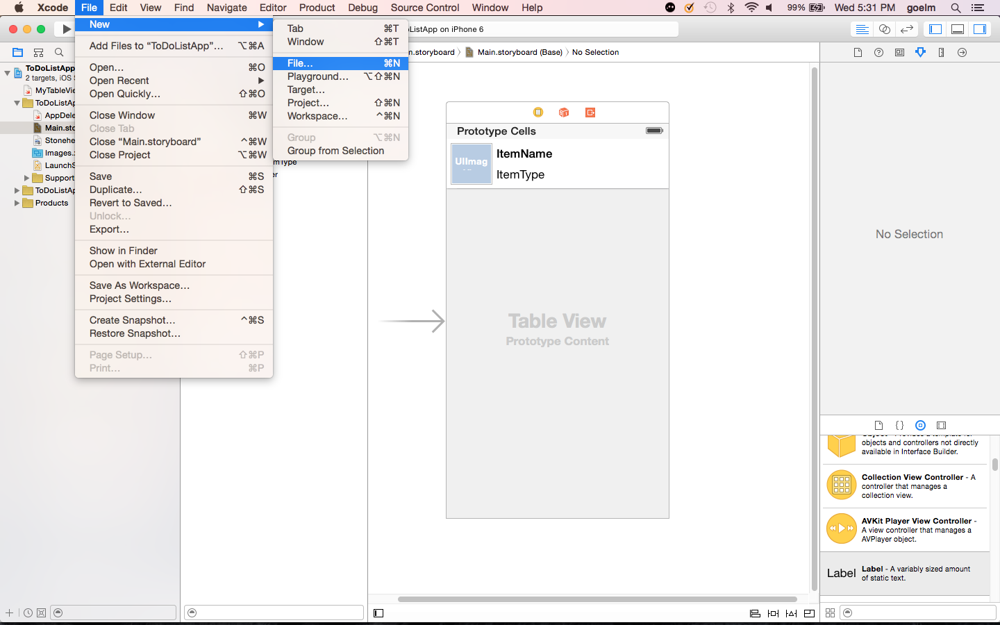 Xcode File Edit View Find Navigate Editor Product Debug Source Control Window Help 99% Wed 5:31 PM goelm
ListApp on iPhone 6
.storyboard Main.storyboard (Base) No Selection
ToDoListApp
2 targets, iOS
MyTableVie
ToDoListAp
AppDele
Main.sto
Stonehe
Images.x
LaunchS
Support
ToDoListAp
Products
New
Add Files to “ToDoListApp”… ⌥⌘A
Open… ⌘O
Open Recent
Open Quickly… ⇧⌘O
Close Window ⌘W
Close Tab
Close “Main.storyboard” ^⌘W
Close Project ⌥⌘W
Save ⌘S
Duplicate… ⇧⌘S
Revert to Saved…
Unlock…
Export…
Show in Finder
Open with External Editor
Save As Workspace…
Project Settings…
Create Snapshot… ^⌘S
Restore Snapshot…
Page Setup… ⇧⌘P
Print… ⌘P
Tab ⌘T
Window ⇧⌘T
File… ⌘N
Playground… ⌥⇧⌘N
Target…
Project… ⇧⌘N
Workspace… ^⌘N
Group ⌥⌘N
Group from Selection
mType
er
Prototype Cells
UIImag
ItemName
ItemType
Table View
Prototype Content
No Selection
objects and controllers not directly
available in Interface Builder.
Collection View Controller - A
controller that manages a
collection view.
AVKit Player View Controller -
A view controller that manages a
AVPlayer object.
Label
Label - A variably sized amount
of static text.